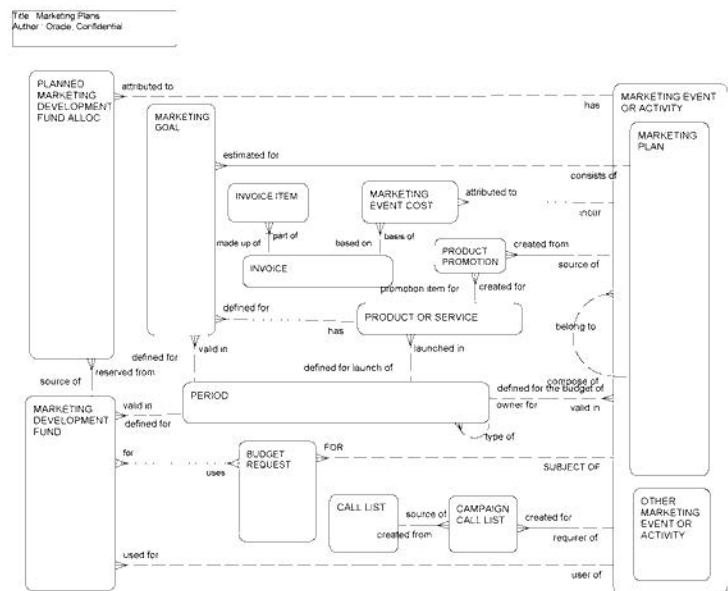 Title : Marketing Plans
Author : Oracle, Confidential
PLANNED
MARKETING
DEVELOPMENT
FUND ALLOC
attributed to
has
MARKETING EVENT
OR ACTIVITY
MARKETING
GOAL
MARKETING
PLAN
estimated for
consists of
INVOICE ITEM
MARKETING
EVENT COST
attributed to
incur
made up of
part of
based on
basis of
PRODUCT
PROMOTION
created from
source of
INVOICE
promotion item for
created for
defined for
has
PRODUCT OR SERVICE
belong to
defined for
valid in
launched in
source of
reserved from
defined for launch of
compose of
MARKETING
DEVELOPMENT
FUND
valid in
defined for
PERIOD
defined for the budget of
owner for
valid in
type of
for
uses
BUDGET
REQUEST
FOR
SUBJECT OF
CALL LIST
source of
created from
CAMPAIGN
CALL LIST
created for
requirer of
OTHER
MARKETING
EVENT OR
ACTIVITY
used for
user of